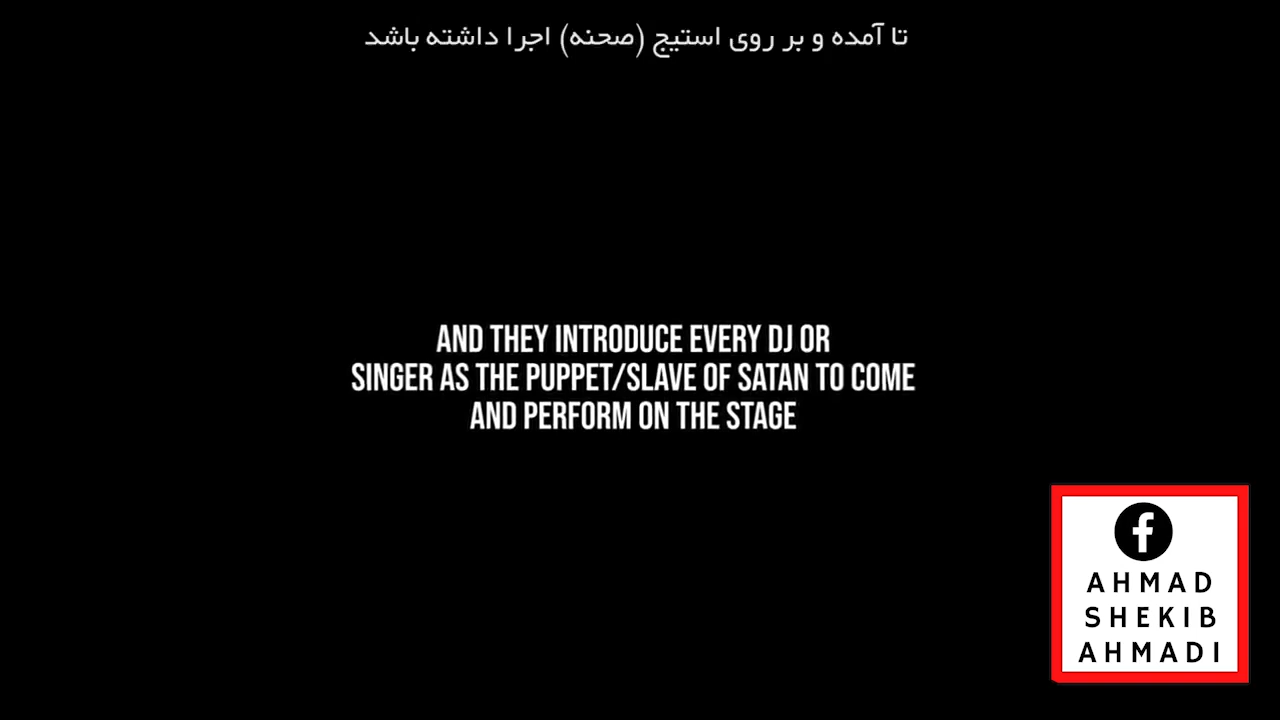 تا آمده و بر روی استیج (صحنه) اجرا داشته باشد
AND THEY INTRODUCE EVERY DJ OR
SINGER AS THE PUPPET/SLAVE OF SATAN TO COME
AND PERFORM ON THE STAGE
f
AHMAD
SHEKIB
AHMADI